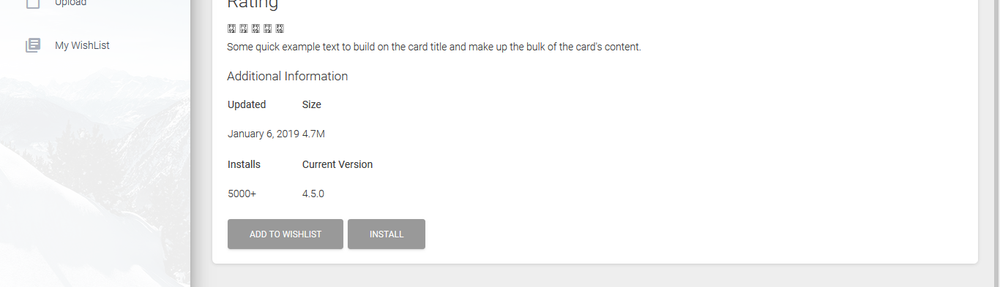 Upload
My WishList
Rating
Some quick example text to build on the card title and make up the bulk of the card's content.
Additional Information
Updated Size
January 6, 2019 4.7M
Installs Current Version
5000+ 4.5.0
ADD TO WISHLIST INSTALL